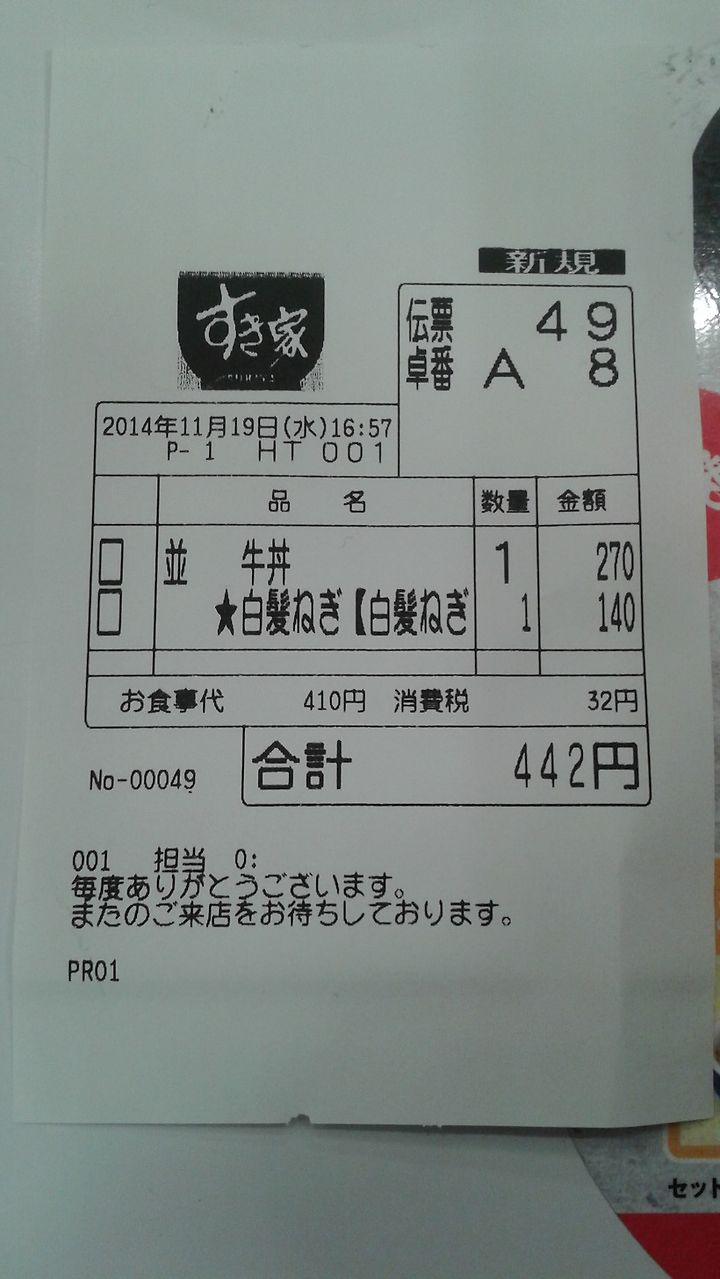 新規
すき家
伝票 49
卓番 A 8
2014年11月19日(水)16:57
P- 1 HT 001
品 名 数量 金額
並 牛丼 1 270
★白髪ねぎ【白髪ねぎ 1 140
お食事代 410円 消費税 32円
合計 442円
No-00049
001 担当 0:
毎度ありがとうございます。
またのご来店をお待ちしております。
PR01
セット